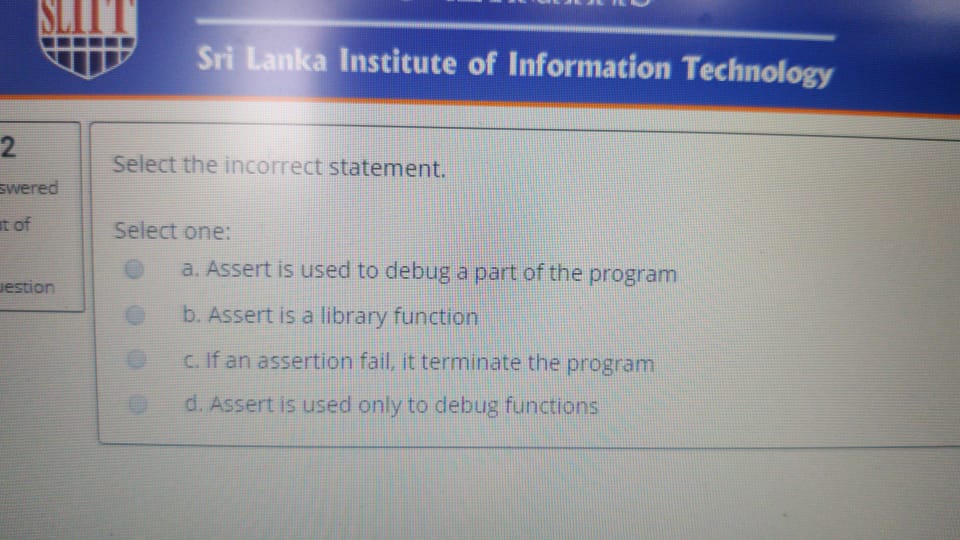 SLIIT
Sri Lanka Institute of Information Technology
2
swered
t of
estion
Select the incorrect statement.
Select one:
a. Assert is used to debug a part of the program
b. Assert is a library function
c. If an assertion fail, it terminate the program
d. Assert is used only to debug functions